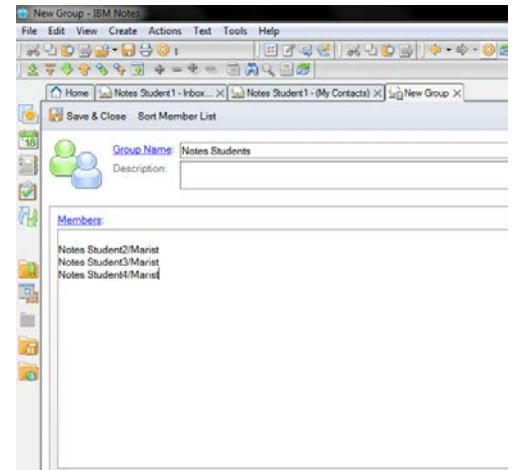 New Group - IBM Notes
File Edit View Create Actions Text Tools Help
Home Notes Student1 - Inbox... Notes Student1 - (My Contacts) New Group
Save & Close Sort Member List
18
Group Name: Notes Students
Description:
Members:
Notes Student2/Marist
Notes Student3/Marist
Notes Student4/Marist